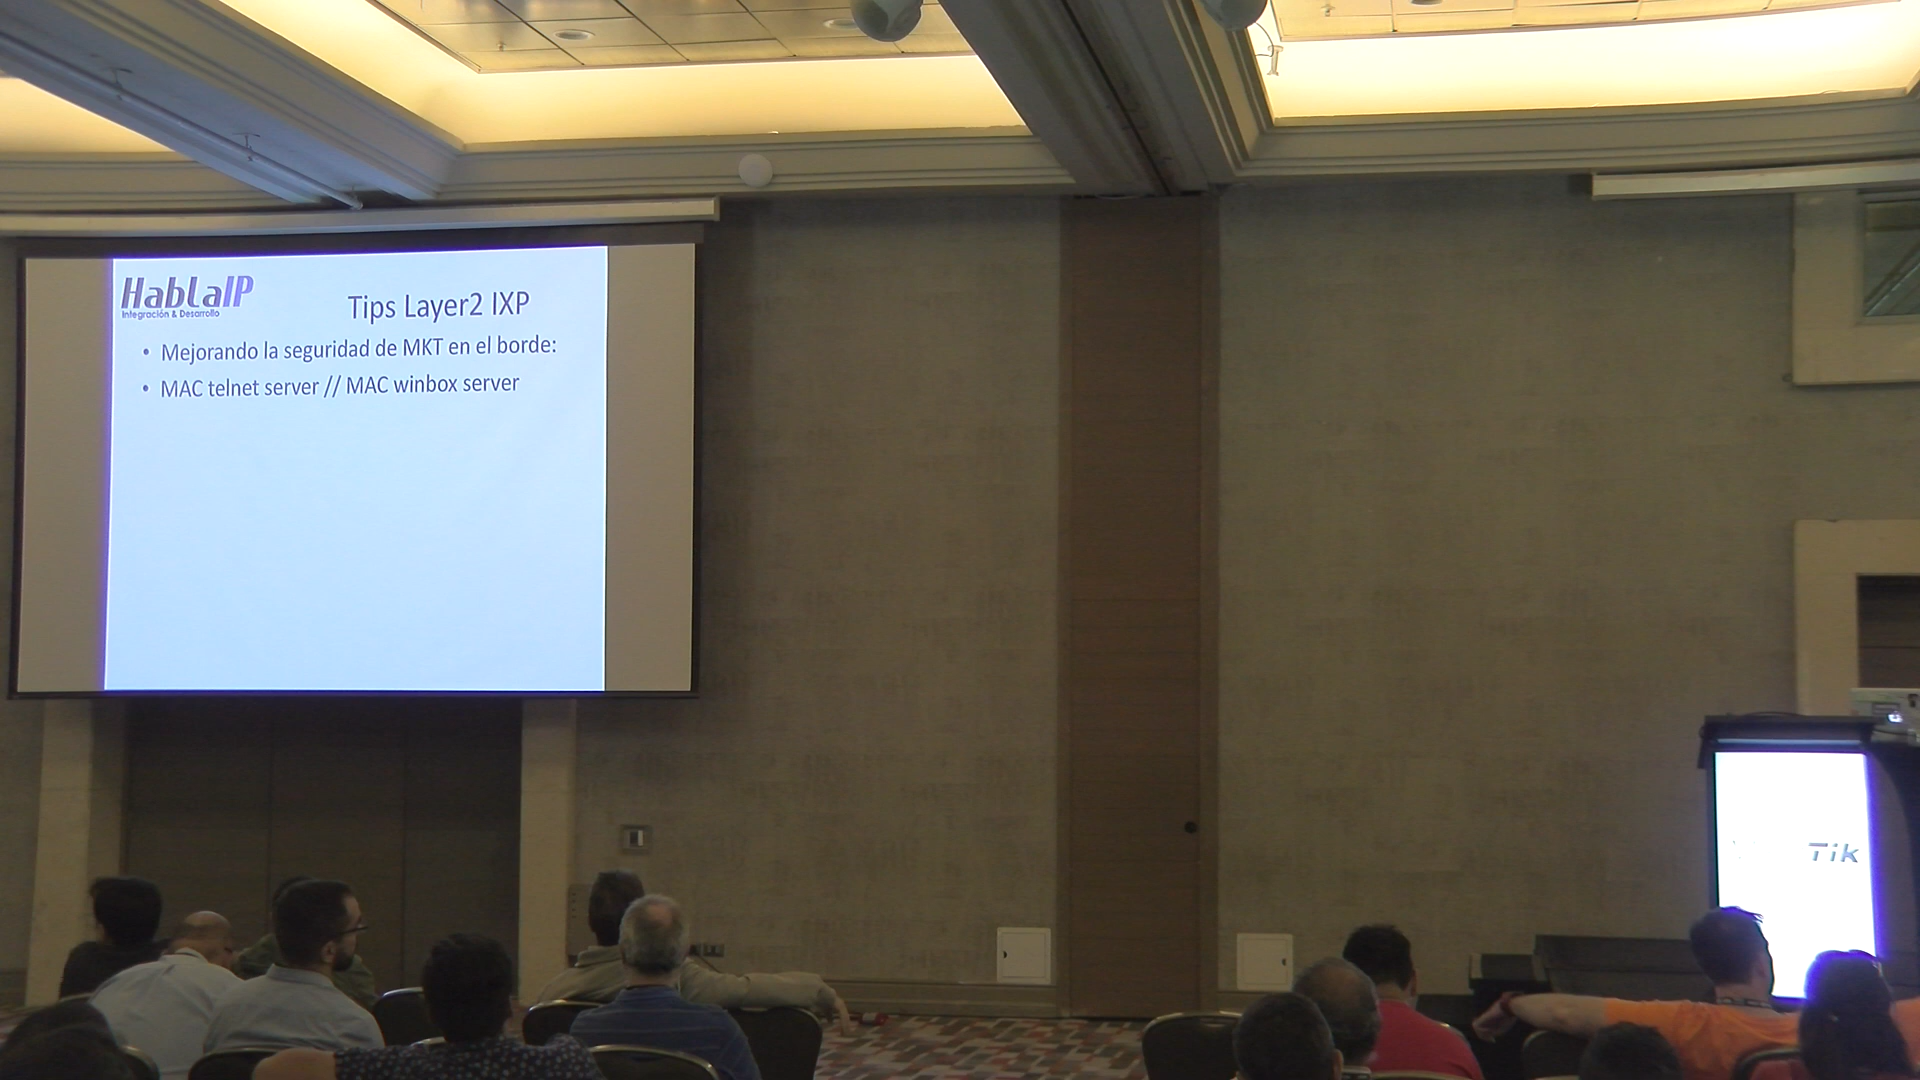 HablaIP
Integración & Desarrollo
Tips Layer2 IXP
• Mejorando la seguridad de MKT en el borde:
• MAC telnet server // MAC winbox server
Tik